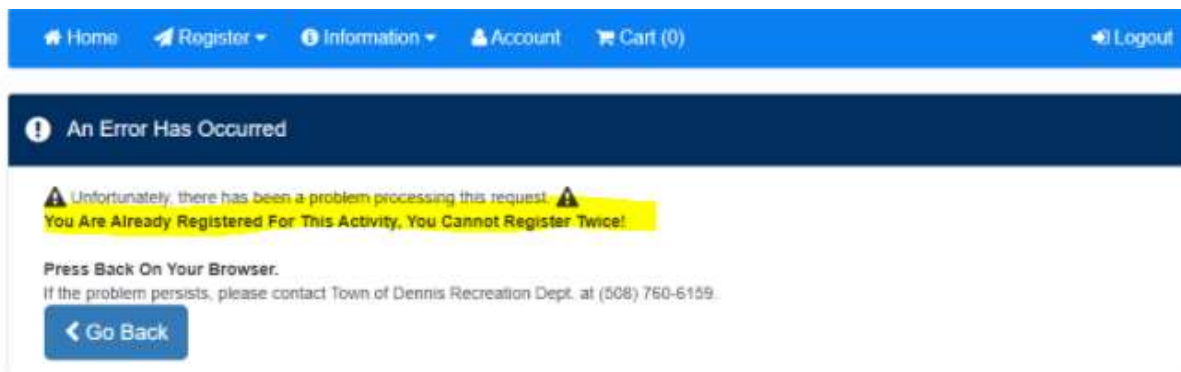 Home Register Information Account Cart (0) Logout
An Error Has Occurred
Unfortunately, there has been a problem processing this request.
You Are Already Registered For This Activity, You Cannot Register Twice!
Press Back On Your Browser.
If the problem persists, please contact Town of Dennis Recreation Dept. at (508) 760-6159.
Go Back